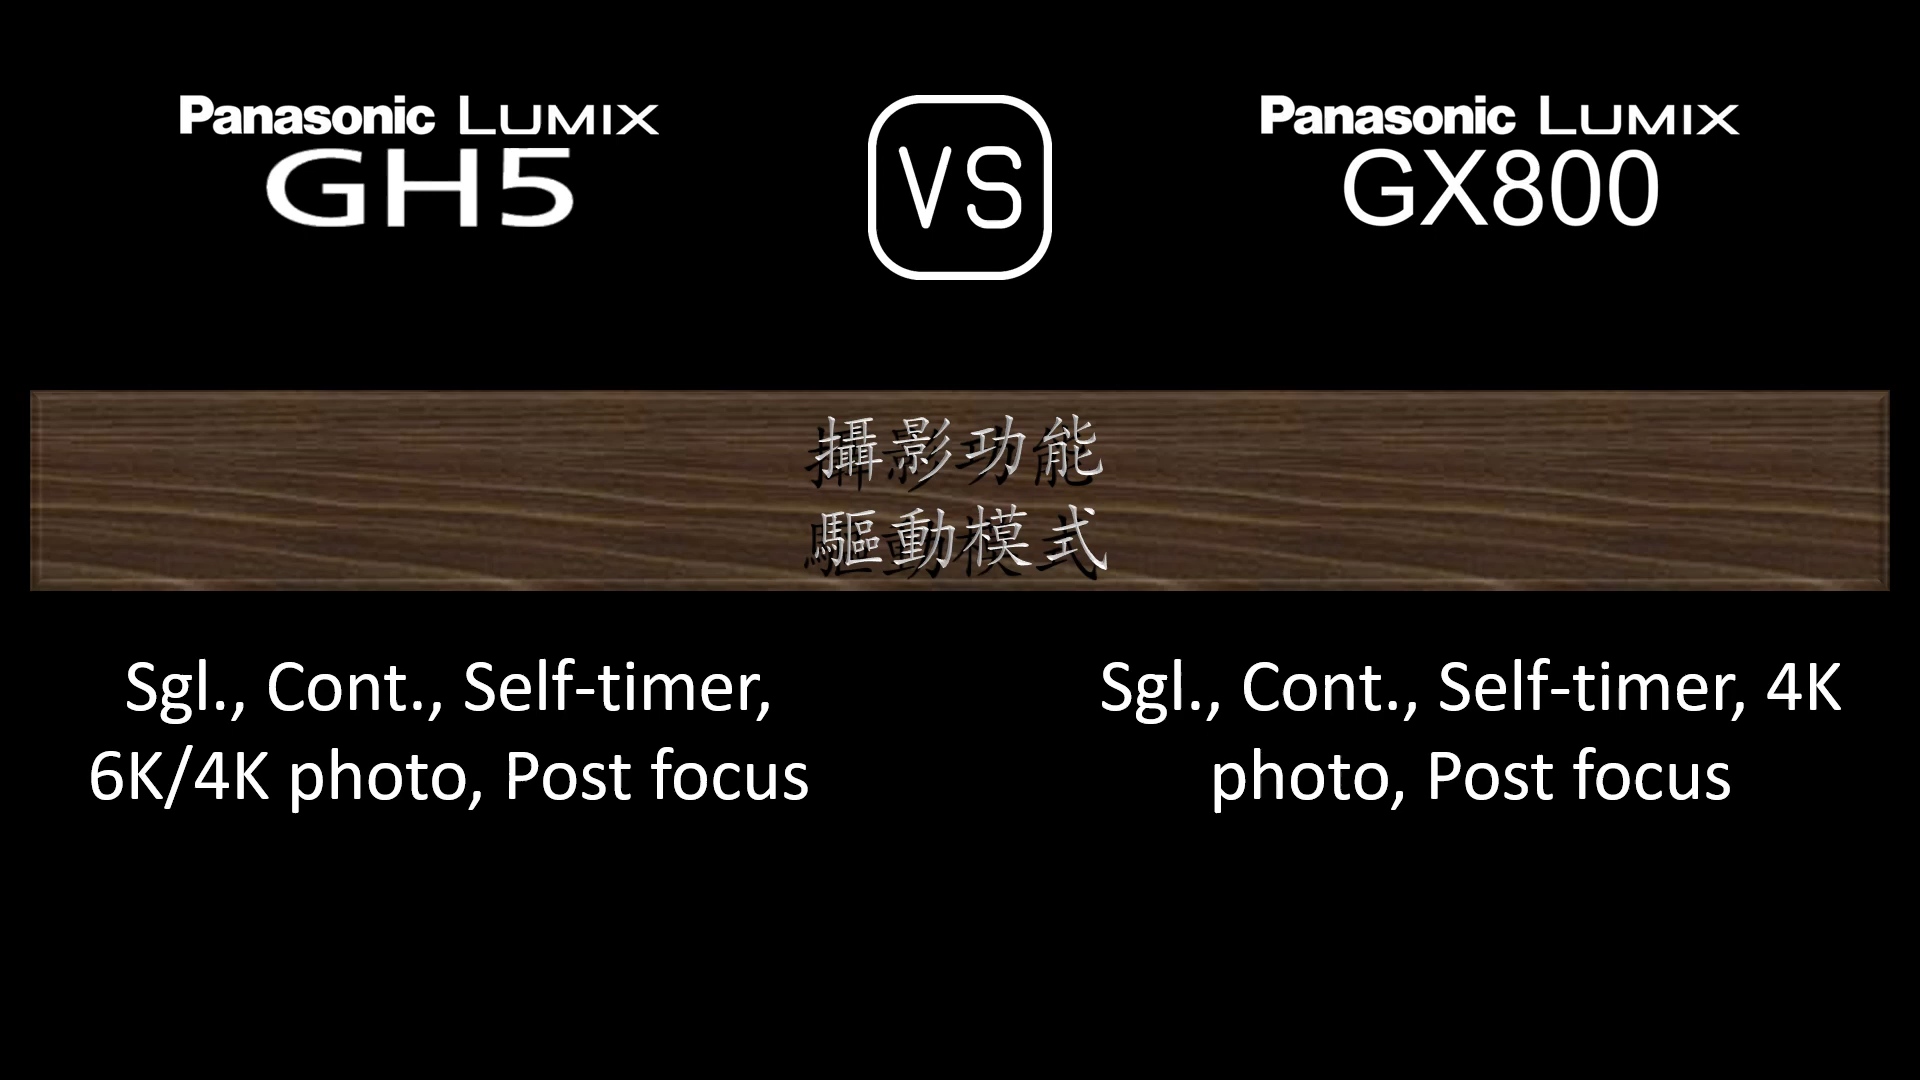 Panasonic LUMIX
GH5
VS
Panasonic LUMIX
GX800
攝影功能
驅動模式
Sgl., Cont., Self-timer,
6K/4K photo, Post focus
Sgl., Cont., Self-timer, 4K
photo, Post focus